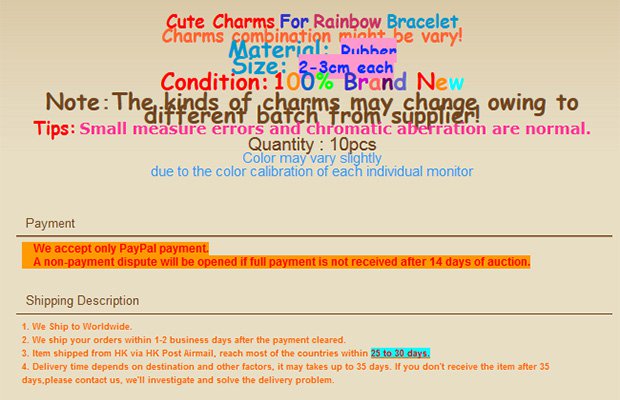 Cute Charms For Rainbow Bracelet
Charms combination might be vary!
Material: Rubber
Size: 2-3cm each
Condition: 100% Brand New
Note:The kinds of charms may change owing to
different batch from supplier!
Tips: Small measure errors and chromatic aberration are normal.
Quantity : 10pcs
Color may vary slightly
due to the color calibration of each individual monitor
Payment
We accept only PayPal payment.
A non-payment dispute will be opened if full payment is not received after 14 days of auction.
Shipping Description
1. We Ship to Worldwide.
2. We ship your orders within 1-2 business days after the payment cleared.
3. Item shipped from HK via HK Post Airmail, reach most of the countries within 25 to 30 days.
4. Delivery time depends on destination and other factors, it may takes up to 35 days. If you don't receive the item after 35
days,please contact us, we'll investigate and solve the delivery problem.